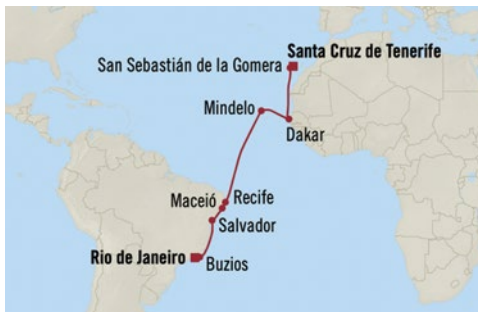 Santa Cruz de Tenerife
San Sebastián de la Gomera
Mindelo
Dakar
Maceió
Recife
Salvador
Rio de Janeiro
Buzios